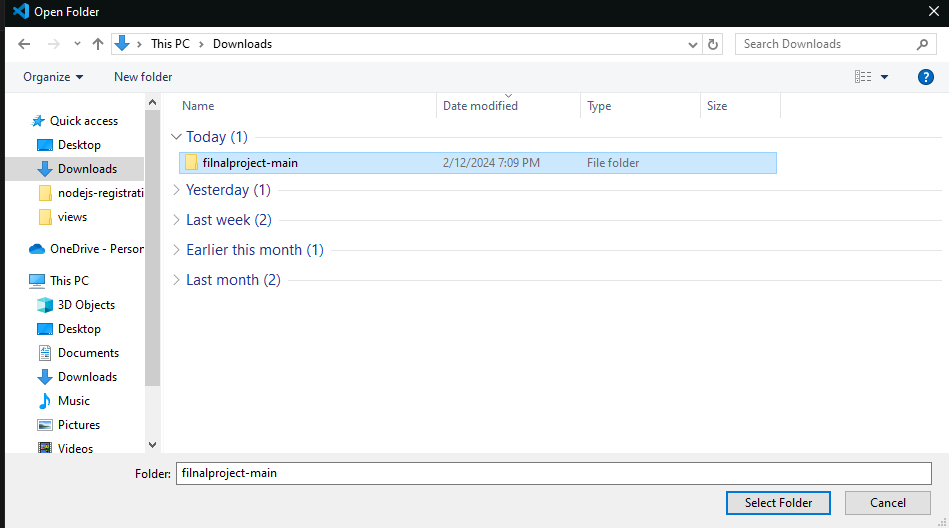 Open Folder
This PC > Downloads
Search Downloads
Organize
New folder
?
Name
Date modified
Type
Size
Quick access
Desktop
Downloads
nodejs-registrati
views
OneDrive - Person
This PC
3D Objects
Desktop
Documents
Downloads
Music
Pictures
Videos
Today (1)
filnalproject-main 2/12/2024 7:09 PM File folder
Yesterday (1)
Last week (2)
Earlier this month (1)
Last month (2)
Folder: filnalproject-main
Select Folder
Cancel